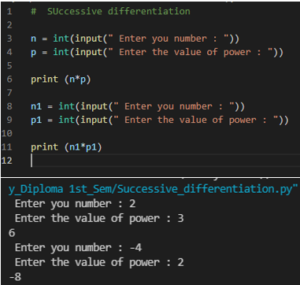 1 # SUccessive differentiation
2
3 n = int(input(" Enter you number : "))
4 p = int(input(" Enter the value of power : "))
5
6 print (n*p)
7
8 n1 = int(input(" Enter you number : "))
9 p1 = int(input(" Enter the value of power : "))
10
11 print (n1*p1)
12
y_Diploma 1st_Sem/Successive_differentiation.py"
Enter you number : 2
Enter the value of power : 3
6
Enter you number : -4
Enter the value of power : 2
-8